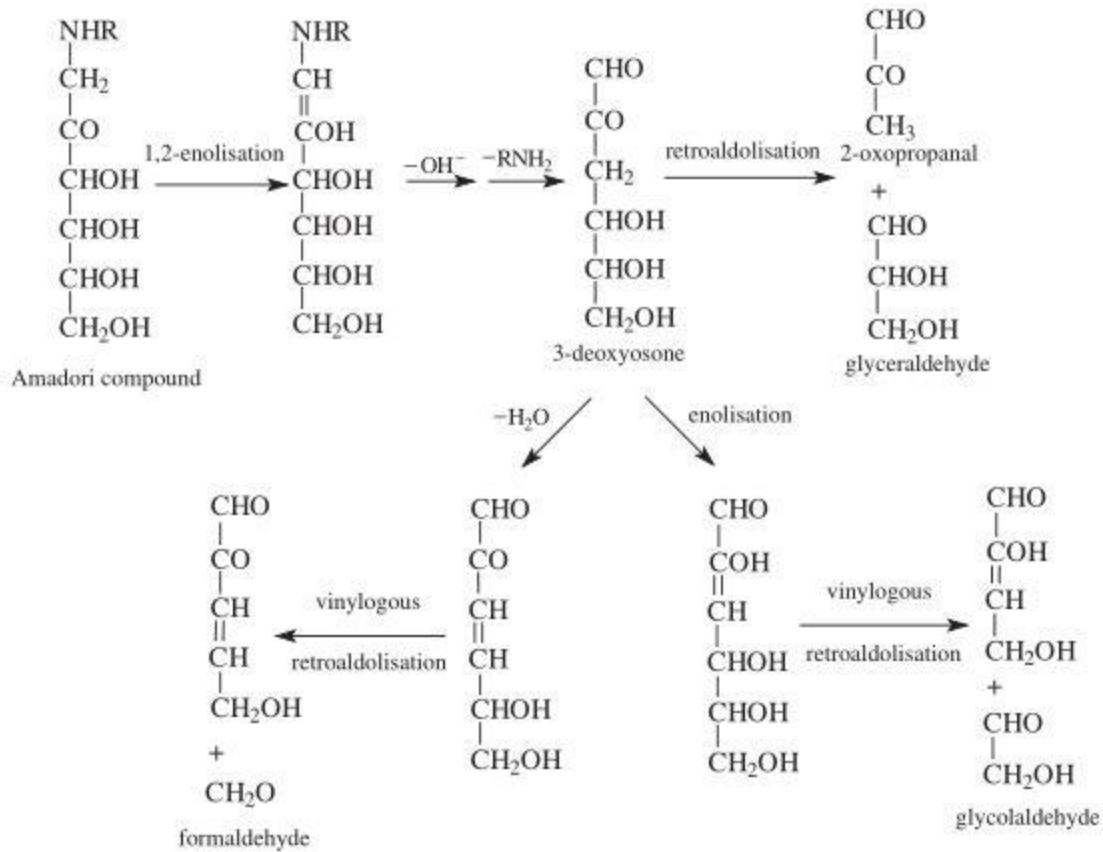 NHR
CH2
CO
CHOH
CHOH
CHOH
CH2OH
Amadori compound
1,2-enolisation
NHR
CH
COH
CHOH
CHOH
CHOH
CH2OH
−OH−
−RNH2
CHO
CO
CH2
CHOH
CHOH
CH2OH
3-deoxyosone
retroaldolisation
CHO
CO
CH3
2-oxopropanal
+
CHO
CHOH
CH2OH
glyceraldehyde
−H2O
enolisation
CHO
CO
CH
CH
CH2OH
+
CH2O
formaldehyde
vinylogous
retroaldolisation
CHO
CO
CH
CH
CHOH
CH2OH
CHO
COH
CH
CHOH
CHOH
CH2OH
vinylogous
retroaldolisation
CHO
COH
CH
CH2OH
+
CHO
CH2OH
glycolaldehyde